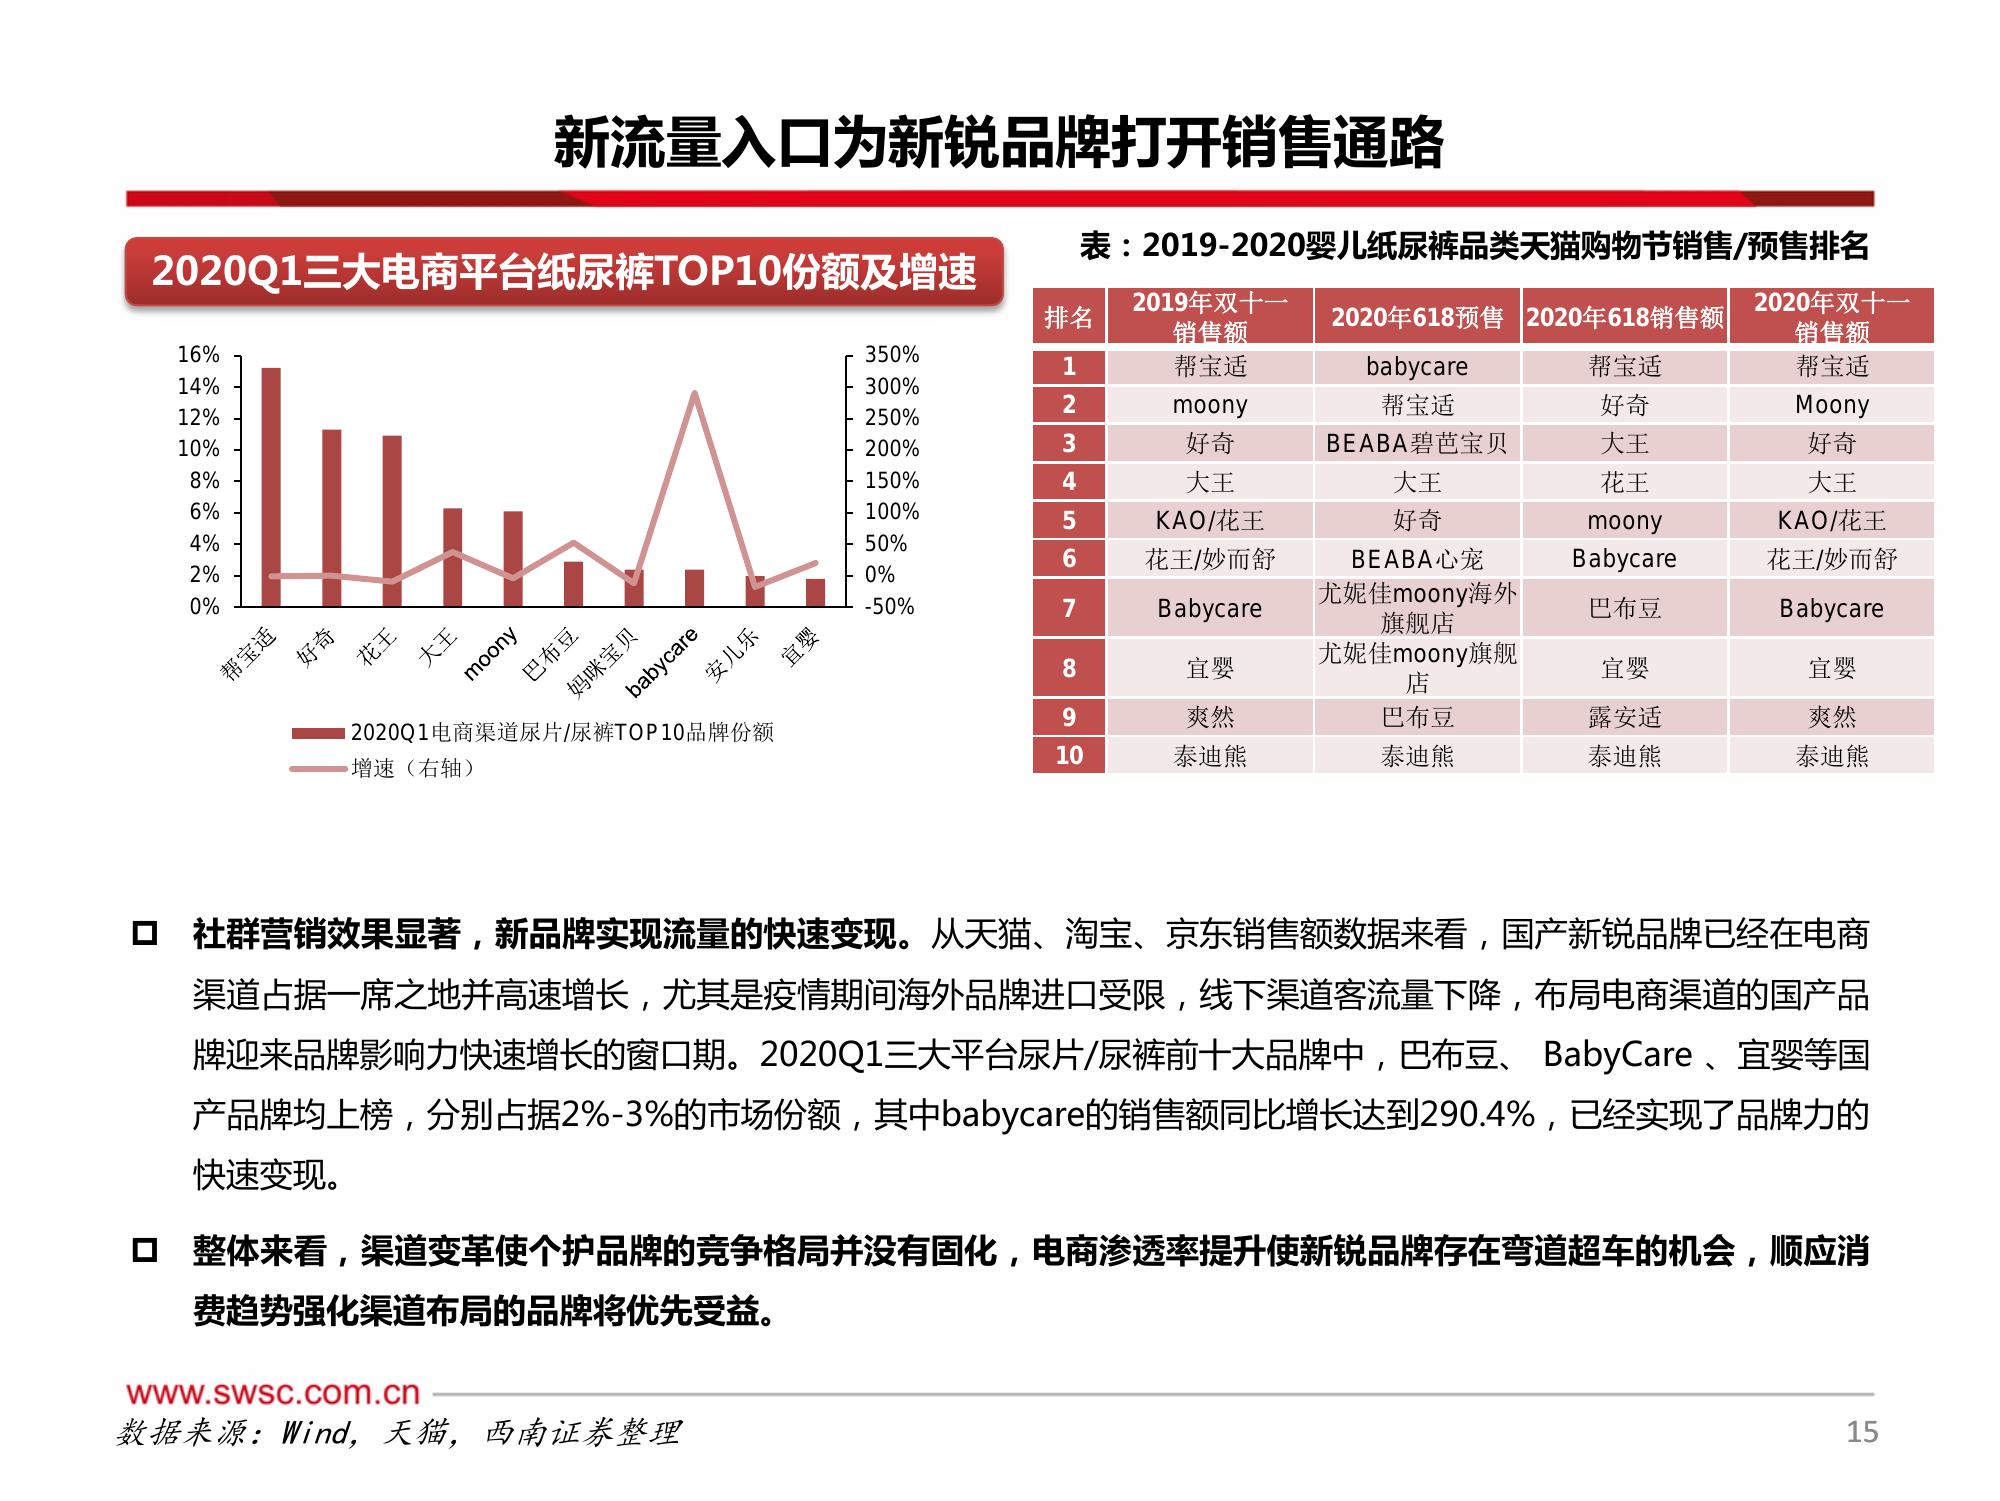 新流量入口为新锐品牌打开销售通路
2020Q1三大电商平台纸尿裤TOP10份额及增速
16%
14%
12%
10%
8%
6%
4%
2%
0%
350%
300%
250%
200%
150%
100%
50%
0%
-50%
帮宝适
好奇
花王
大王
moony
巴布豆
妈咪宝贝
babycare
安儿乐
宜婴
2020Q1电商渠道尿片/尿裤TOP10品牌份额
增速（右轴）
表：2019-2020婴儿纸尿裤品类天猫购物节销售/预售排名
排名 2019年双十一销售额 2020年618预售 2020年618销售额 2020年双十一销售额
1 帮宝适 babycare 帮宝适 帮宝适
2 moony 帮宝适 好奇 Moony
3 好奇 BEABA碧芭宝贝 大王 好奇
4 大王 大王 花王 大王
5 KAO/花王 好奇 moony KAO/花王
6 花王/妙而舒 BEABA心宠 Babycare 花王/妙而舒
7 Babycare 尤妮佳moony海外旗舰店 巴布豆 Babycare
8 宜婴 尤妮佳moony旗舰店 宜婴 宜婴
9 爽然 巴布豆 露安适 爽然
10 泰迪熊 泰迪熊 泰迪熊 泰迪熊
社群营销效果显著，新品牌实现流量的快速变现。从天猫、淘宝、京东销售额数据来看，国产新锐品牌已经在电商
渠道占据一席之地并高速增长，尤其是疫情期间海外品牌进口受限，线下渠道客流量下降，布局电商渠道的国产品
牌迎来品牌影响力快速增长的窗口期。2020Q1三大平台尿片/尿裤前十大品牌中，巴布豆、 BabyCare 、宜婴等国
产品牌均上榜，分别占据2%-3%的市场份额，其中babycare的销售额同比增长达到290.4%，已经实现了品牌力的
快速变现。
整体来看，渠道变革使个护品牌的竞争格局并没有固化，电商渗透率提升使新锐品牌存在弯道超车的机会，顺应消
费趋势强化渠道布局的品牌将优先受益。
www.swsc.com.cn
数据来源：Wind，天猫，西南证券整理
15